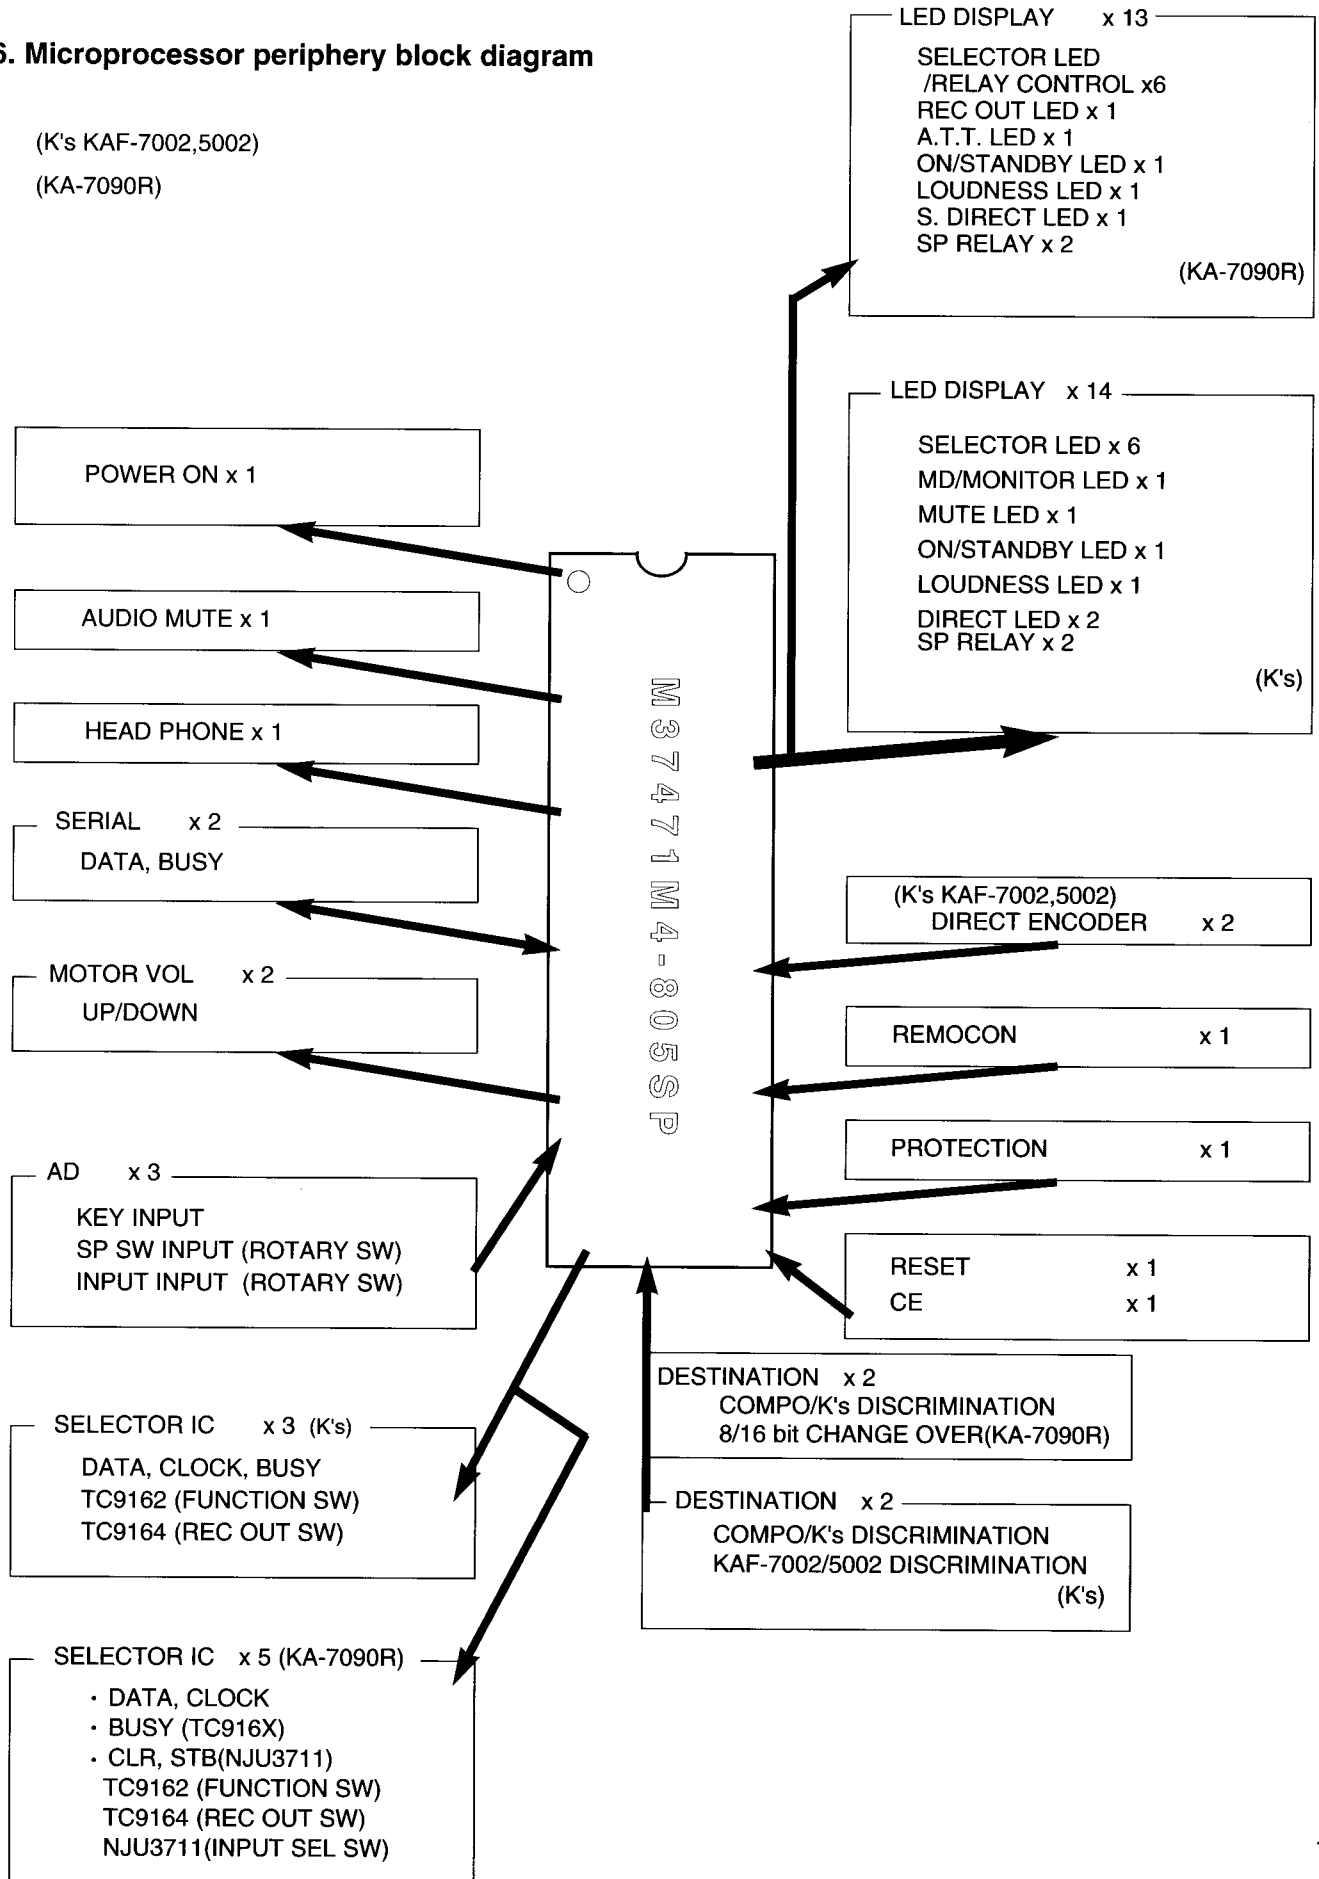 6. Microprocessor periphery block diagram
(K's KAF-7002,5002)
(KA-7090R)
LED DISPLAY x 13
SELECTOR LED
/RELAY CONTROL x6
REC OUT LED x 1
A.T.T. LED x 1
ON/STANDBY LED x 1
LOUDNESS LED x 1
S. DIRECT LED x 1
SP RELAY x 2
(KA-7090R)
LED DISPLAY x 14
SELECTOR LED x 6
MD/MONITOR LED x 1
MUTE LED x 1
ON/STANDBY LED x 1
LOUDNESS LED x 1
DIRECT LED x 2
SP RELAY x 2
(K's)
POWER ON x 1
AUDIO MUTE x 1
HEAD PHONE x 1
SERIAL x 2
DATA, BUSY
MOTOR VOL x 2
UP/DOWN
AD x 3
KEY INPUT
SP SW INPUT (ROTARY SW)
INPUT INPUT (ROTARY SW)
M37471M4-805SP
(K's KAF-7002,5002)
DIRECT ENCODER x 2
REMOCON x 1
PROTECTION x 1
RESET x 1
CE x 1
DESTINATION x 2
COMPO/K's DISCRIMINATION
8/16 bit CHANGE OVER(KA-7090R)
DESTINATION x 2
COMPO/K's DISCRIMINATION
KAF-7002/5002 DISCRIMINATION
(K's)
SELECTOR IC x 3 (K's)
DATA, CLOCK, BUSY
TC9162 (FUNCTION SW)
TC9164 (REC OUT SW)
SELECTOR IC x 5 (KA-7090R)
· DATA, CLOCK
· BUSY (TC916X)
· CLR, STB(NJU3711)
TC9162 (FUNCTION SW)
TC9164 (REC OUT SW)
NJU3711(INPUT SEL SW)